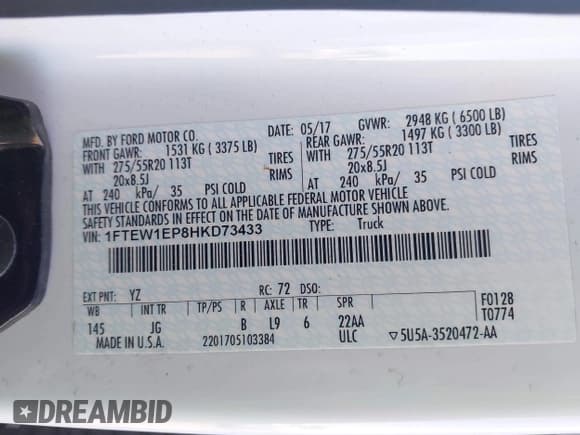 MFD. BY FORD MOTOR CO.
DATE: 05/17
GVWR: 2948 KG ( 6500 LB)
FRONT GAWR: 1531 KG ( 3375 LB)
REAR GAWR: 1497 KG ( 3300 LB)
WITH 275/55R20 113T TIRES
WITH 275/55R20 113T TIRES
20x8.5J RIMS
20x8.5J RIMS
AT 240 kPa/ 35 PSI COLD
AT 240 kPa/ 35 PSI COLD
THIS VEHICLE CONFORMS TO ALL APPLICABLE FEDERAL MOTOR VEHICLE
SAFETY STANDARDS IN EFFECT ON THE DATE OF MANUFACTURE SHOWN ABOVE.
VIN: 1FTEW1EP8HKD73433
TYPE: Truck
EXT PNT: YZ RC: 72 DSO:
WB INT TR TP/PS R AXLE TR SPR
F0128
T0774
145 JG B L9 6 22AA
MADE IN U.S.A. 2201705103384 ULC ▽5U5A-3520472-AA
DREAMBID